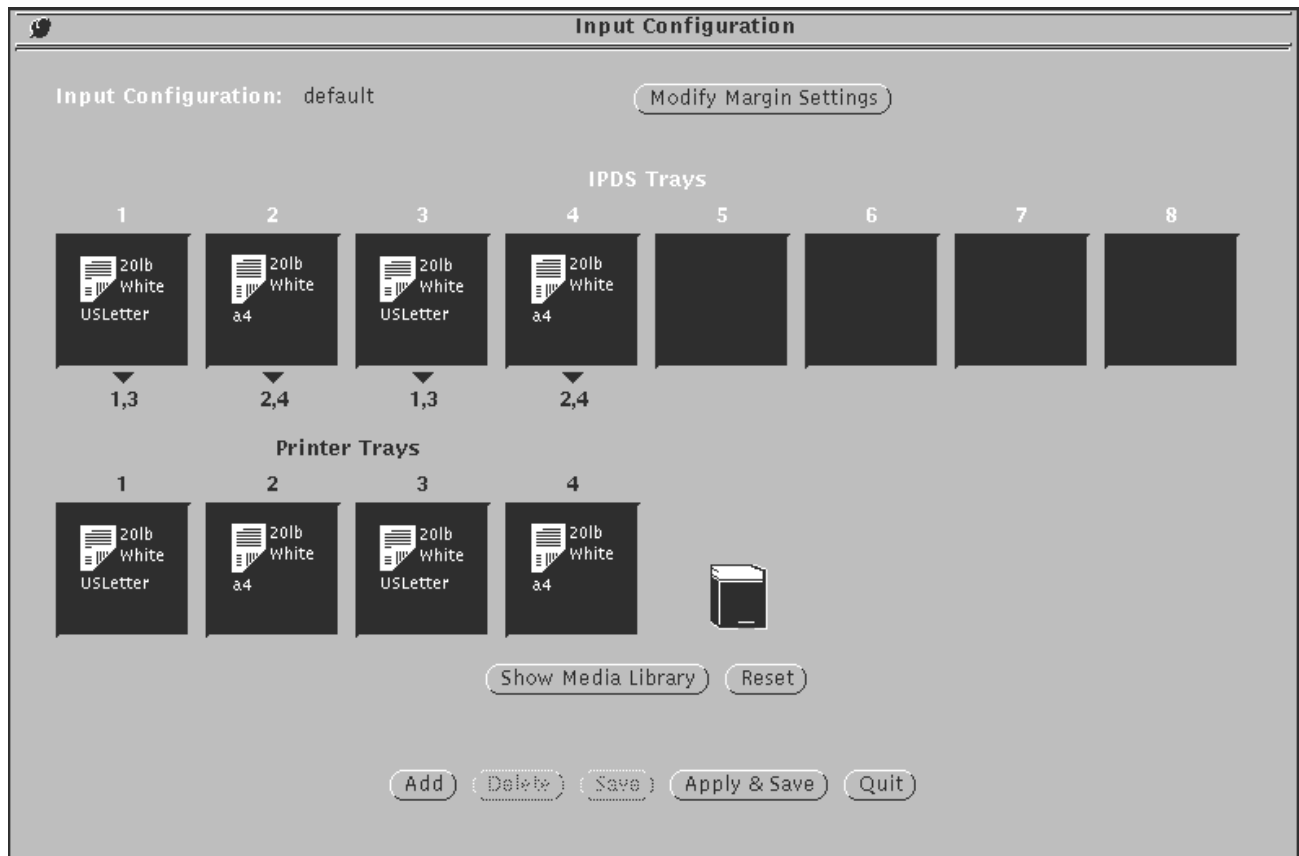 Input Configuration
Input Configuration: default Modify Margin Settings
IPDS Trays
1 2 3 4 5 6 7 8
20lb 20lb 20lb 20lb
White White White White
USLetter a4 USLetter a4
1,3 2,4 1,3 2,4
Printer Trays
1 2 3 4
20lb 20lb 20lb 20lb
White White White White
USLetter a4 USLetter a4
Show Media Library Reset
Add Delete Save Apply & Save Quit